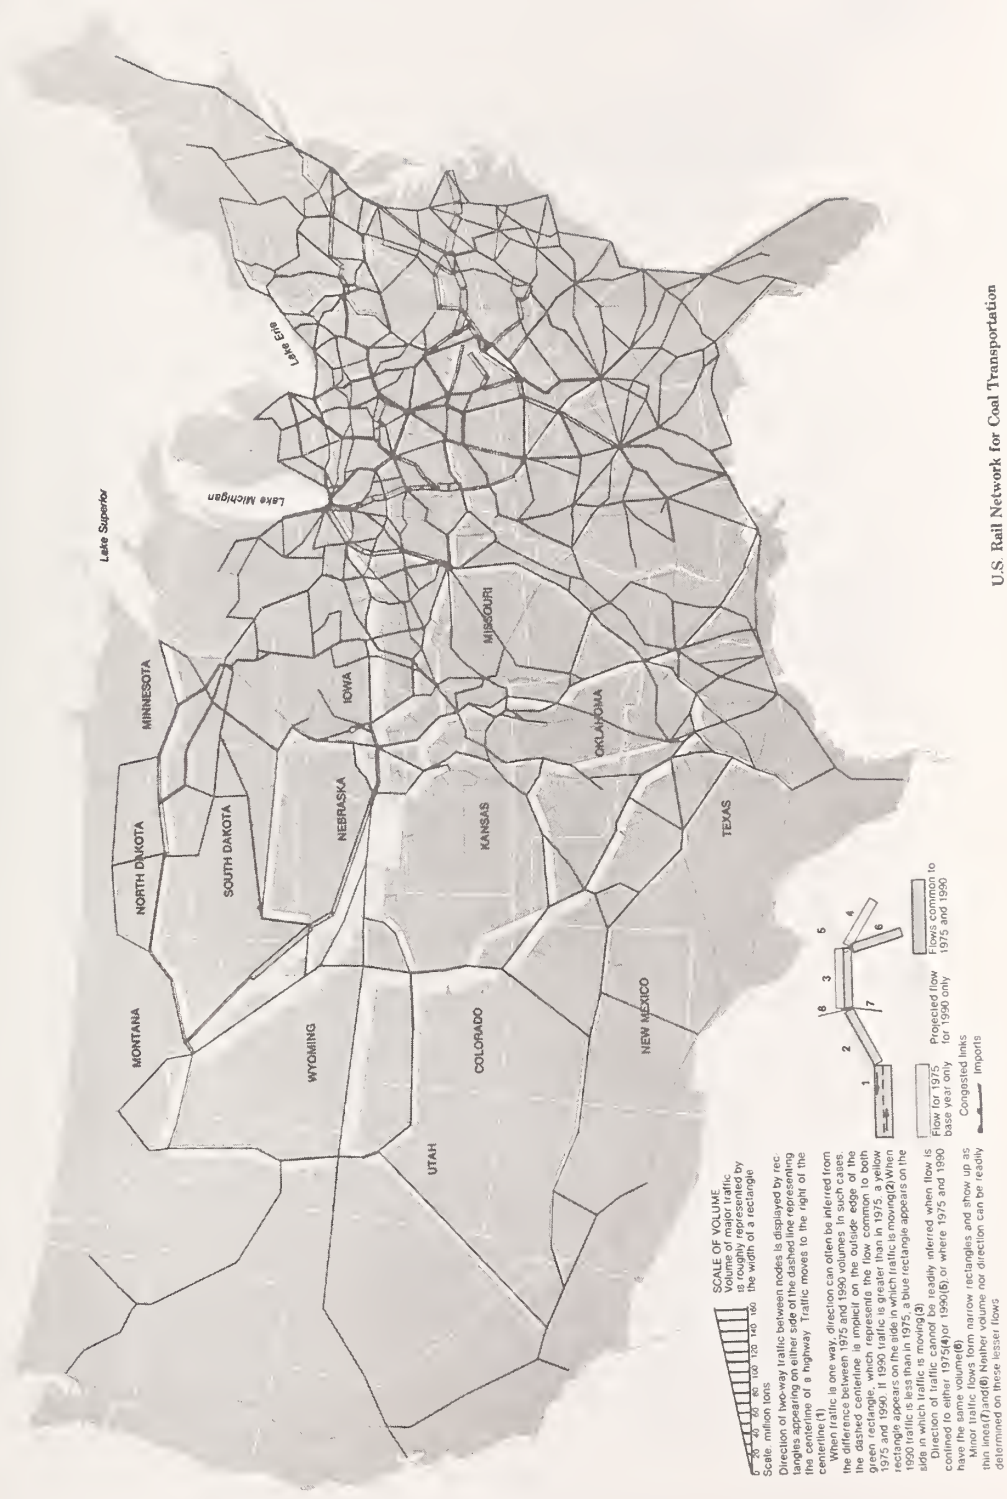 Lake Superior
Lake Michigan
Lake Erie
MINNESOTA
NORTH DAKOTA
SOUTH DAKOTA
MONTANA
WYOMING
NEBRASKA
IOWA
MISSOURI
KANSAS
COLORADO
UTAH
OKLAHOMA
TEXAS
NEW MEXICO
0 20 40 60 80 100 120 140 160
Scale: million tons
SCALE OF VOLUME
Volume of major traffic
is roughly represented by
the width of a rectangle
Direction of two-way traffic between nodes is displayed by rec-
tangles appearing on either side of the dashed line representing
the centerline of a highway Traffic moves to the right of the
centerline (1)
When traffic is one way, direction can often be inferred from
the difference between 1975 and 1990 volumes In such cases,
the dashed centerline is implicit on the outside edge of the
green rectangle, which represents the flow common to both
1975 and 1990. If 1990 traffic is greater than in 1975, a yellow
rectangle appears on the side in which traffic is moving(2) When
1990 traffic is less than in 1975, a blue rectangle appears on the
side in which traffic is moving(3)
Direction of traffic cannot be readily inferred when flow is
confined to either 1975(4)or 1990(5) or where 1975 and 1990
have the same volume(6)
Minor traffic flows form narrow rectangles and show up as
thin lines(7)and(8) Neither volume nor direction can be readily
determined on these lesser flows
1
2
3
4
5
6
7
8
Flow for 1975
base year only
Projected flow
for 1990 only
Flows common to
1975 and 1990
Congested links
Imports
U.S. Rail Network for Coal Transportation